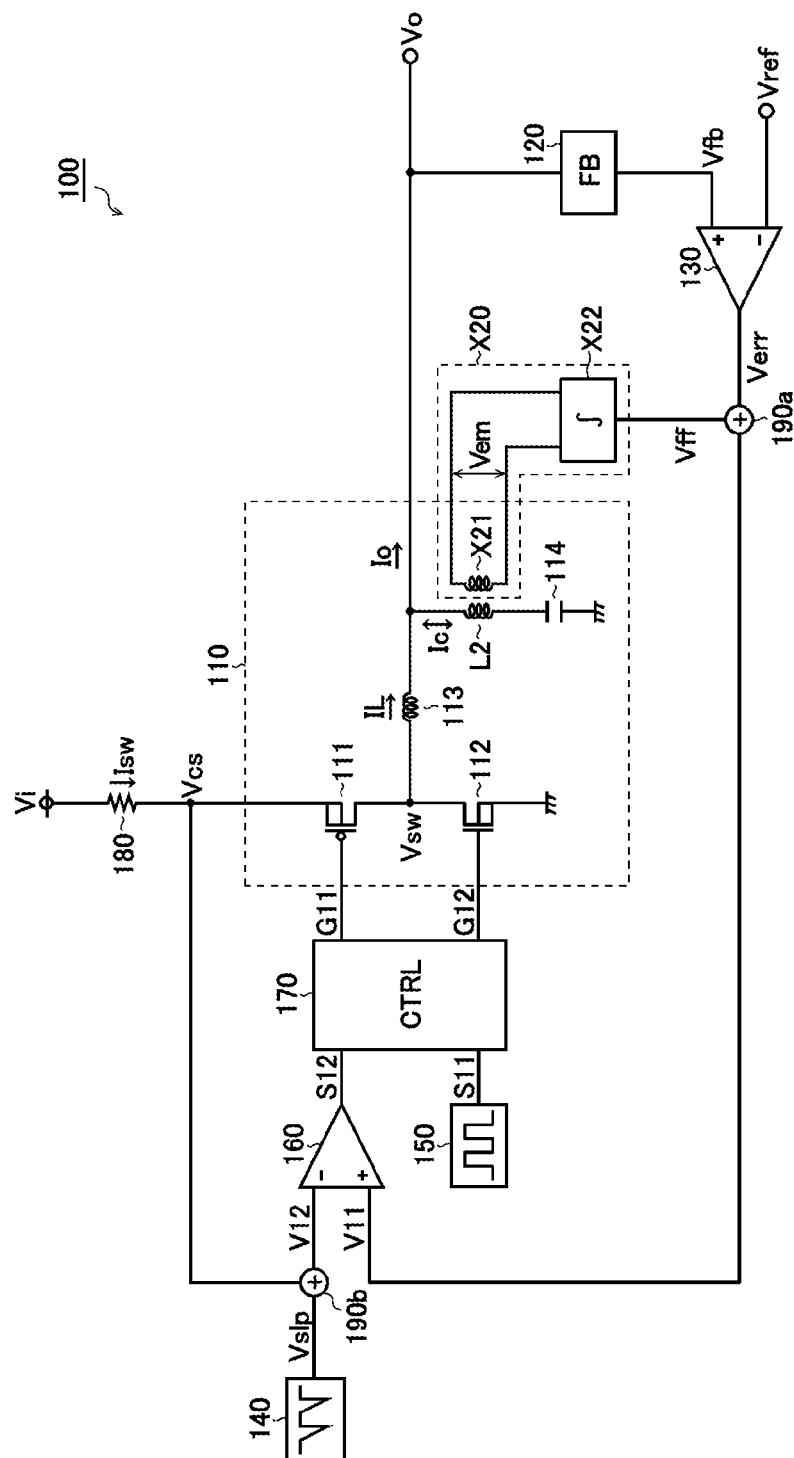 100
Vi
180
Isw
Vcs
110
111
Vsw
112
IL
113
Io
Ic
L2
X21
114
Vem
X20
X22
∫
Vff
Vo
120
FB
Vfb
Vref
+
-
130
Verr
+
190a
G11
G12
170
CTRL
S12
S11
160
-
+
150
V12
V11
+
190b
Vslp
140